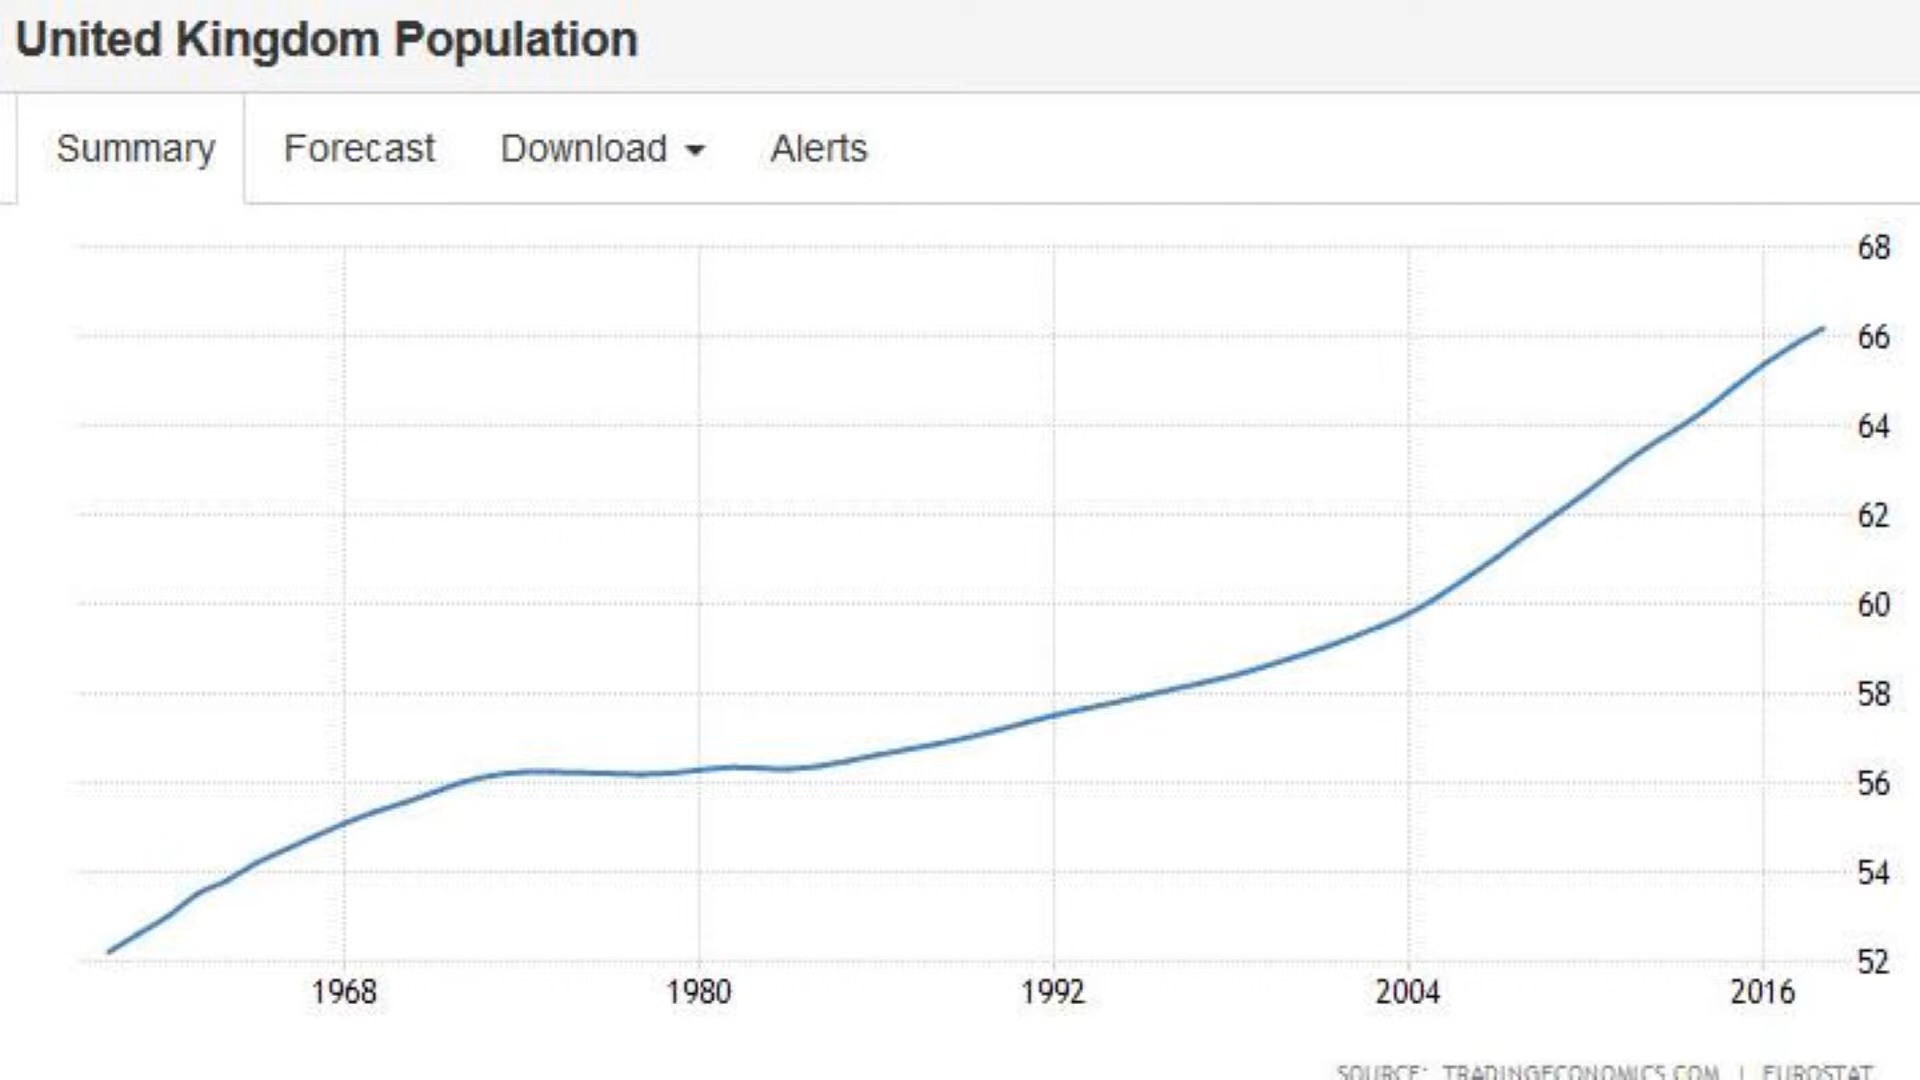 United Kingdom Population
Summary Forecast Download Alerts
68
66
64
62
60
58
56
54
52
1968 1980 1992 2004 2016
SOURCE: TRADINGECONOMICS.COM | EUROSTAT